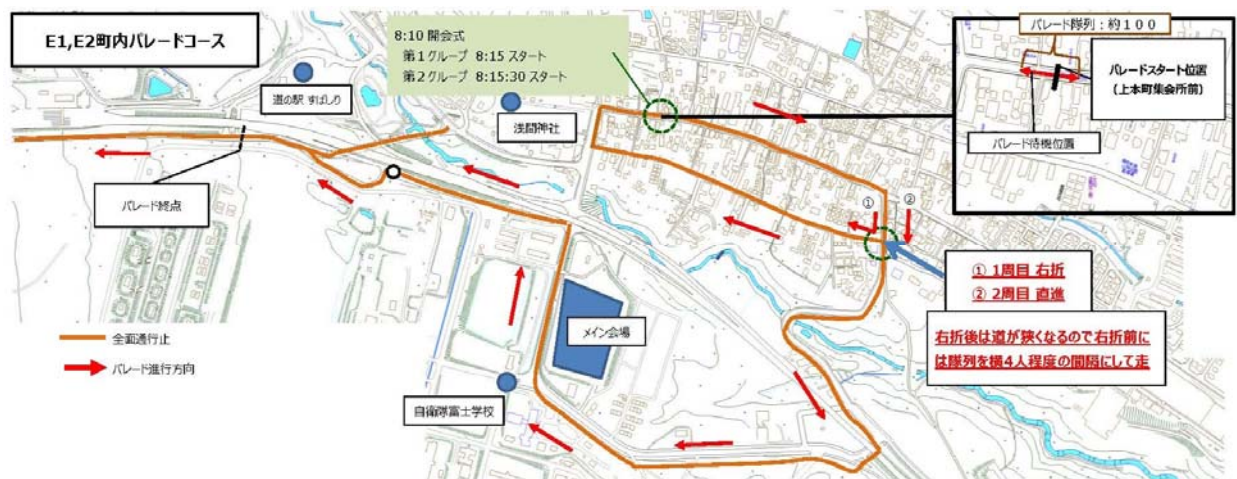 E1,E2町内パレードコース
8:10 開会式
第1グループ 8:15 スタート
第2グループ 8:15:30 スタート
パレード隊列：約100
パレードスタート位置
(上本町集会所前)
パレード待機位置
道の駅 すばしり
浅間神社
パレード終点
①
②
① 1周目 右折
② 2周目 直進
右折後は道が狭くなるので右折前に
は隊列を横4人程度の間隔にして走
メイン会場
全面通行止
パレード進行方向
自衛隊富士学校